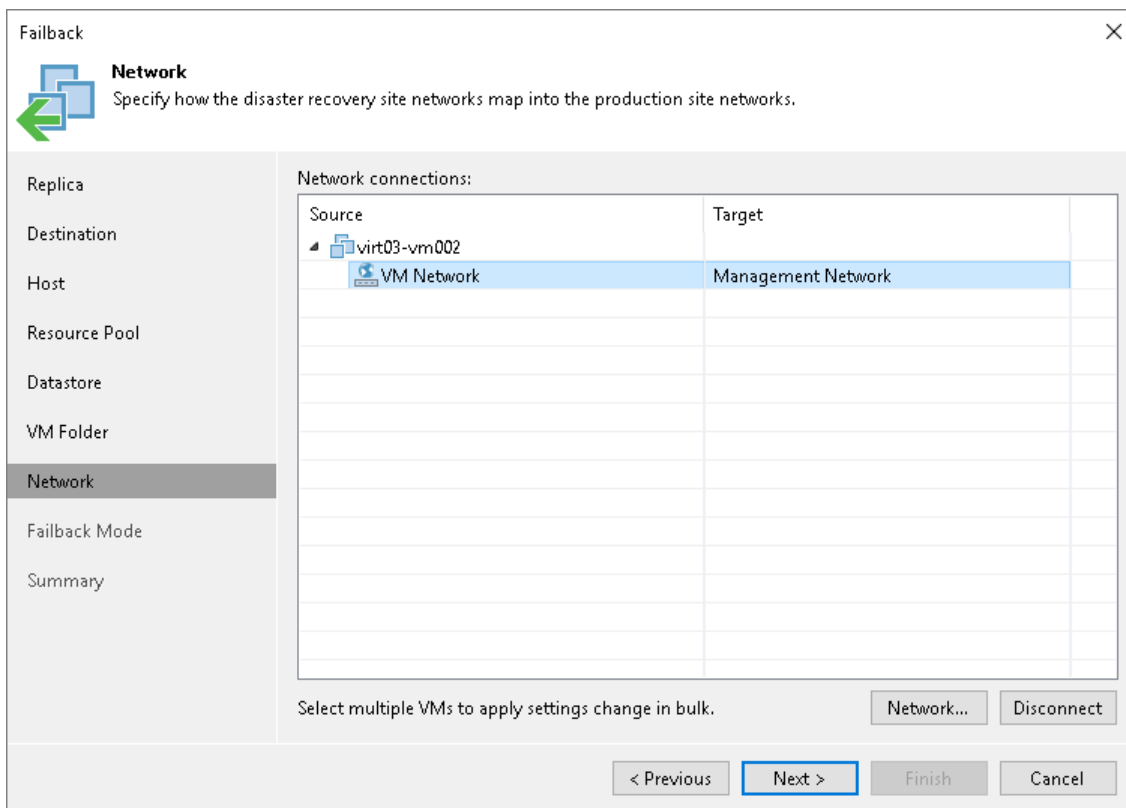 Failback
Network
Specify how the disaster recovery site networks map into the production site networks.
Replica
Destination
Host
Resource Pool
Datastore
VM Folder
Network
Failback Mode
Summary
Network connections:
Source Target
virt03-vm002
VM Network Management Network
Select multiple VMs to apply settings change in bulk. Network... Disconnect
< Previous Next > Finish Cancel